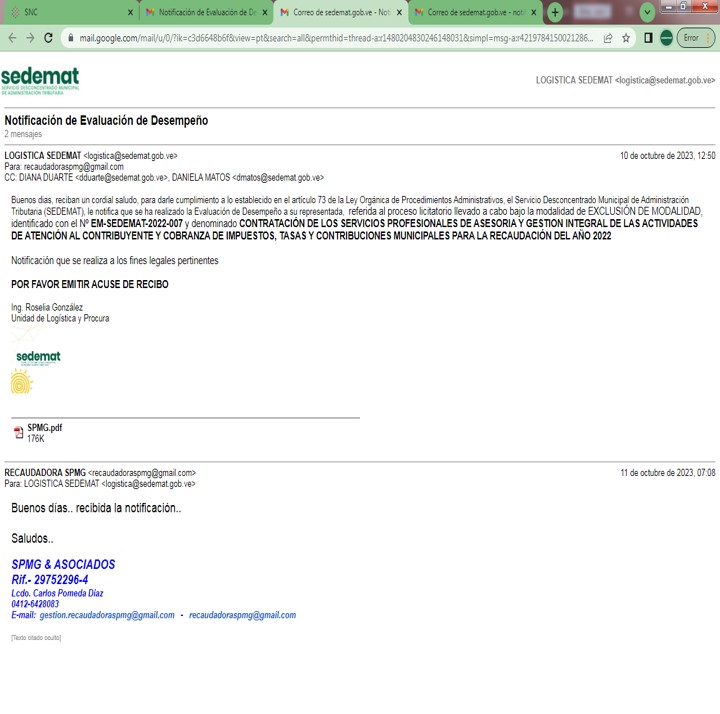 SNC
Notificación de Evaluación de De
Correo de sedemat.gob.ve - Not
Correo de sedemat.gob.ve - noti
mail.google.com/mail/u/0/?ik=c3d6648b6f&view=pt&search=all&permthid=thread-a:r1480204830246148031&simpl=msg-a:r4219784150021286...
Error
sedemat
SERVICIO DESCONCENTRADO MUNICIPAL
DE ADMINISTRACIÓN TRIBUTARIA
LOGISTICA SEDEMAT <logistica@sedemat.gob.ve>
Notificación de Evaluación de Desempeño
2 mensajes
LOGISTICA SEDEMAT <logistica@sedemat.gob.ve> 10 de octubre de 2023, 12:50
Para: recaudadoraspmg@gmail.com
CC: DIANA DUARTE <dduarte@sedemat.gob.ve>, DANIELA MATOS <dmatos@sedemat.gob.ve>
Buenos días, reciban un cordial saludo, para darle cumplimiento a lo establecido en el artículo 73 de la Ley Orgánica de Procedimientos Administrativos, el Servicio Desconcentrado Municipal de Administración
Tributaria (SEDEMAT), le notifica que se ha realizado la Evaluación de Desempeño a su representada, referida al proceso licitatorio llevado a cabo bajo la modalidad de EXCLUSIÓN DE MODALIDAD,
identificado con el Nº EM-SEDEMAT-2022-007 y denominado CONTRATACIÓN DE LOS SERVICIOS PROFESIONALES DE ASESORIA Y GESTION INTEGRAL DE LAS ACTIVIDADES
DE ATENCIÓN AL CONTRIBUYENTE Y COBRANZA DE IMPUESTOS, TASAS Y CONTRIBUCIONES MUNICIPALES PARA LA RECAUDACIÓN DEL AÑO 2022
Notificación que se realiza a los fines legales pertinentes
POR FAVOR EMITIR ACUSE DE RECIBO
Ing. Roselia González
Unidad de Logística y Procura
sedemat
SPMG.pdf
176K
RECAUDADORA SPMG <recaudadoraspmg@gmail.com> 11 de octubre de 2023, 07:08
Para: LOGISTICA SEDEMAT <logistica@sedemat.gob.ve>
Buenos días.. recibida la notificación..
Saludos..
SPMG & ASOCIADOS
Rif.- 29752296-4
Lcdo. Carlos Pomeda Díaz
0412-6428083
E-mail: gestion.recaudadoraspmg@gmail.com - recaudadoraspmg@gmail.com
[Texto citado oculto]